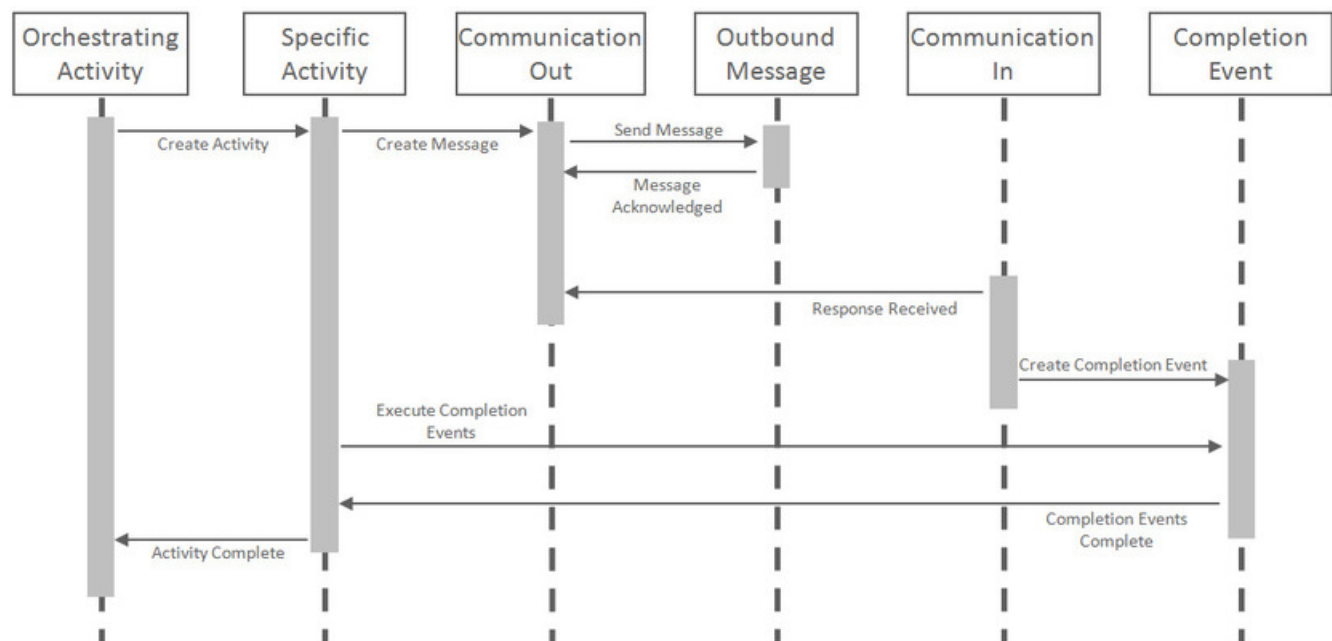 Orchestrating
Activity
Specific
Activity
Communication
Out
Outbound
Message
Communication
In
Completion
Event
Create Activity
Create Message
Send Message
Message
Acknowledged
Response Received
Create Completion Event
Execute Completion
Events
Completion Events
Complete
Activity Complete